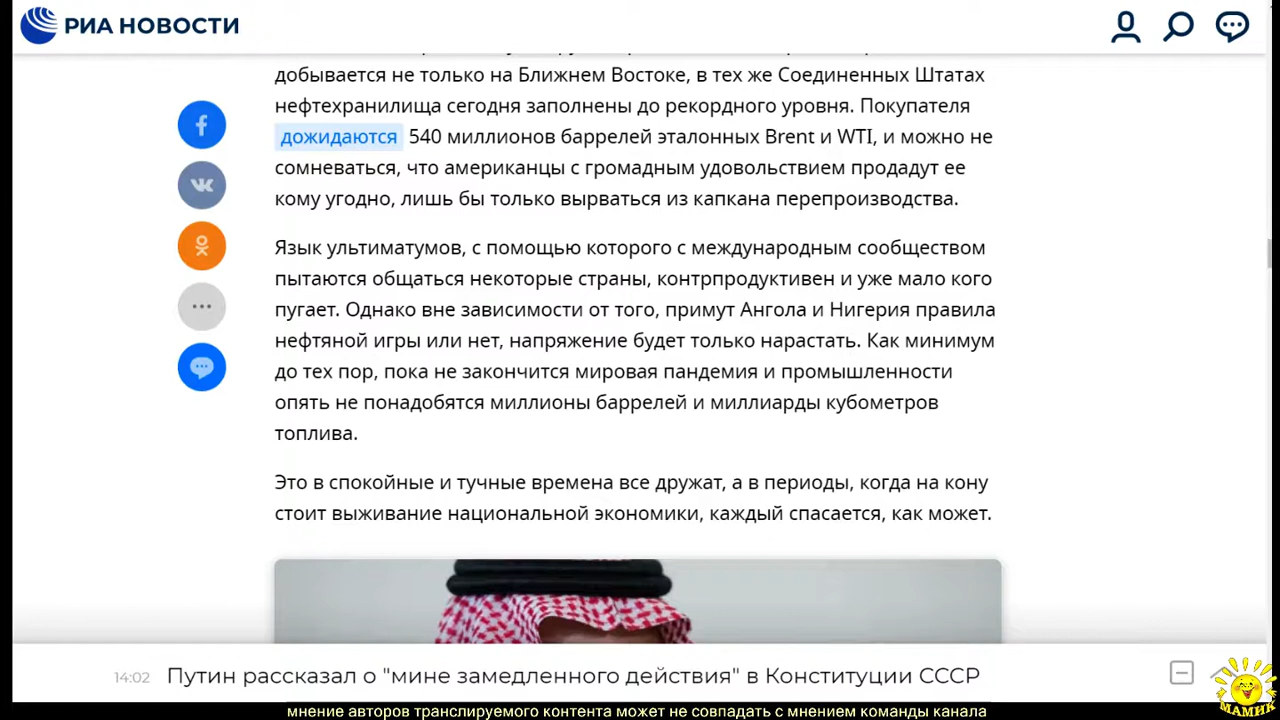 РИА НОВОСТИ
добывается не только на Ближнем Востоке, в тех же Соединенных Штатах
нефтехранилища сегодня заполнены до рекордного уровня. Покупателя
дожидаются 540 миллионов баррелей эталонных Brent и WTI, и можно не
сомневаться, что американцы с громадным удовольствием продадут ее
кому угодно, лишь бы только вырваться из капкана перепроизводства.
Язык ультиматумов, с помощью которого с международным сообществом
пытаются общаться некоторые страны, контрпродуктивен и уже мало кого
пугает. Однако вне зависимости от того, примут Ангола и Нигерия правила
нефтяной игры или нет, напряжение будет только нарастать. Как минимум
до тех пор, пока не закончится мировая пандемия и промышленности
опять не понадобятся миллионы баррелей и миллиарды кубометров
топлива.
Это в спокойные и тучные времена все дружат, а в периоды, когда на кону
стоит выживание национальной экономики, каждый спасается, как может.
14:02 Путин рассказал о "мине замедленного действия" в Конституции СССР
МАМИК
мнение авторов транслируемого контента может не совпадать с мнением команды канала